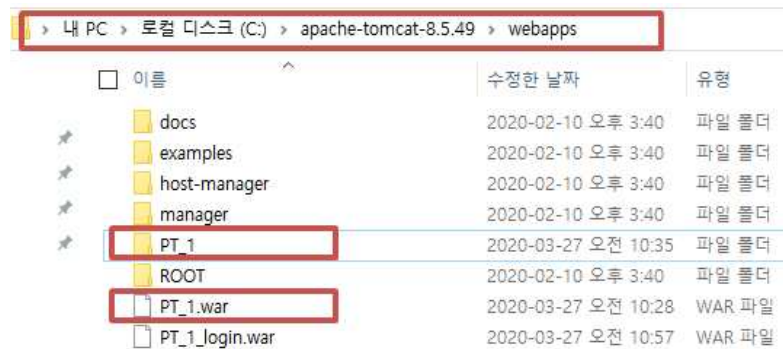 내 PC > 로컬 디스크 (C:) > apache-tomcat-8.5.49 > webapps
이름 수정한 날짜 유형
docs 2020-02-10 오후 3:40 파일 폴더
examples 2020-02-10 오후 3:40 파일 폴더
host-manager 2020-02-10 오후 3:40 파일 폴더
manager 2020-02-10 오후 3:40 파일 폴더
PT_1 2020-03-27 오전 10:35 파일 폴더
ROOT 2020-02-10 오후 3:40 파일 폴더
PT_1.war 2020-03-27 오전 10:28 WAR 파일
PT_1_login.war 2020-03-27 오전 10:57 WAR 파일